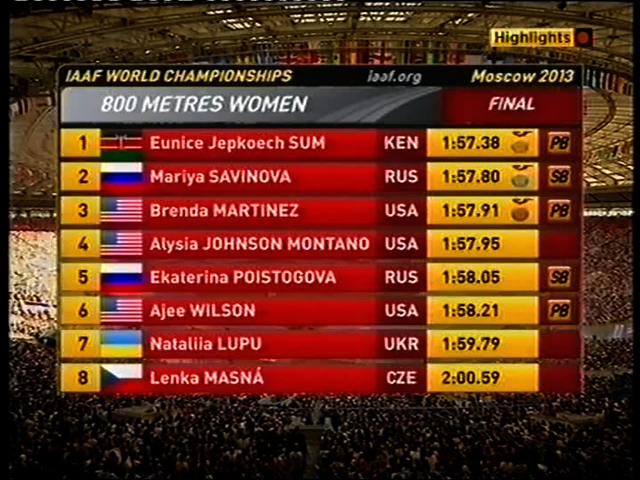 Highlights
IAAF WORLD CHAMPIONSHIPS iaaf.org Moscow 2013
800 METRES WOMEN FINAL
1 Eunice Jepkoech SUM KEN 1:57.38 PB
2 Mariya SAVINOVA RUS 1:57.80 SB
3 Brenda MARTINEZ USA 1:57.91 PB
4 Alysia JOHNSON MONTANO USA 1:57.95
5 Ekaterina POISTOGOVA RUS 1:58.05 SB
6 Ajee WILSON USA 1:58.21 PB
7 Nataliia LUPU UKR 1:59.79
8 Lenka MASNÁ CZE 2:00.59